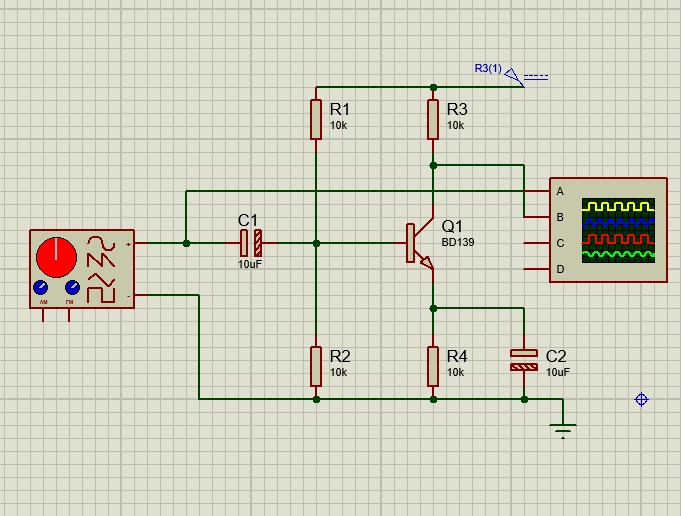 R3(1)
R1
10k
R3
10k
C1
10uF
Q1
BD139
A
B
C
D
+
-
AM
FM
R2
10k
R4
10k
C2
10uF